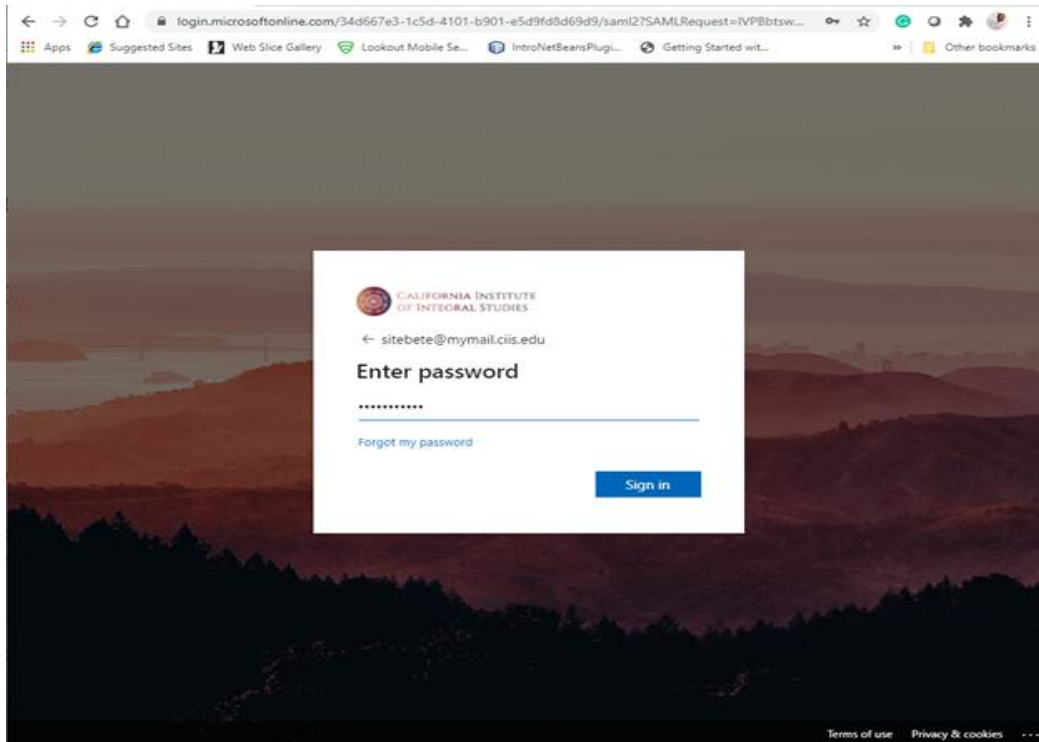 login.microsoftonline.com/34d667e3-1c5d-4101-b901-e5d9fd8d69d9/saml2?SAMLRequest=IVPBbtsw...
Apps Suggested Sites Web Slice Gallery Lookout Mobile Se... IntroNetBeansPlugi... Getting Started wit... » Other bookmarks
CALIFORNIA INSTITUTE
OF INTEGRAL STUDIES
← sitebete@mymail.ciis.edu
Enter password
•••••••••••
Forgot my password
Sign in
Terms of use Privacy & cookies ...